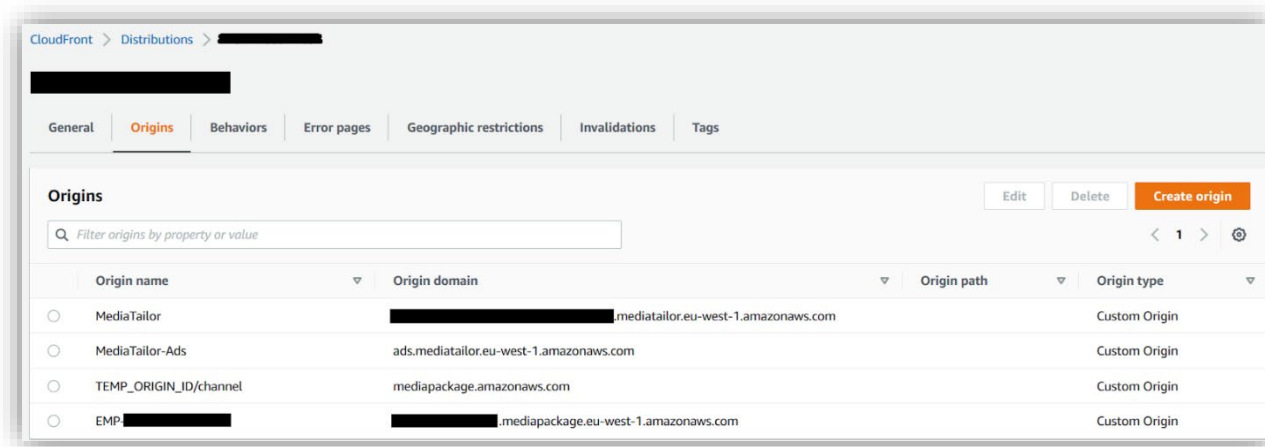 CloudFront > Distributions >
General Origins Behaviors Error pages Geographic restrictions Invalidations Tags
Origins Edit Delete Create origin
Filter origins by property or value < 1 >
Origin name Origin domain Origin path Origin type
MediaTailor .mediatailor.eu-west-1.amazonaws.com Custom Origin
MediaTailor-Ads ads.mediatailor.eu-west-1.amazonaws.com Custom Origin
TEMP_ORIGIN_ID/channel mediapackage.amazonaws.com Custom Origin
EMP- .mediapackage.eu-west-1.amazonaws.com Custom Origin